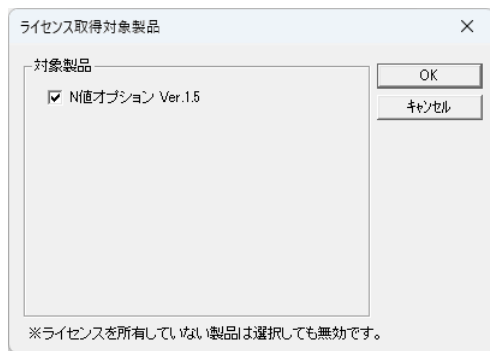 ライセンス取得対象製品
対象製品
N値オプション Ver.1.5
OK
キャンセル
※ライセンスを所有していない製品は選択しても無効です。